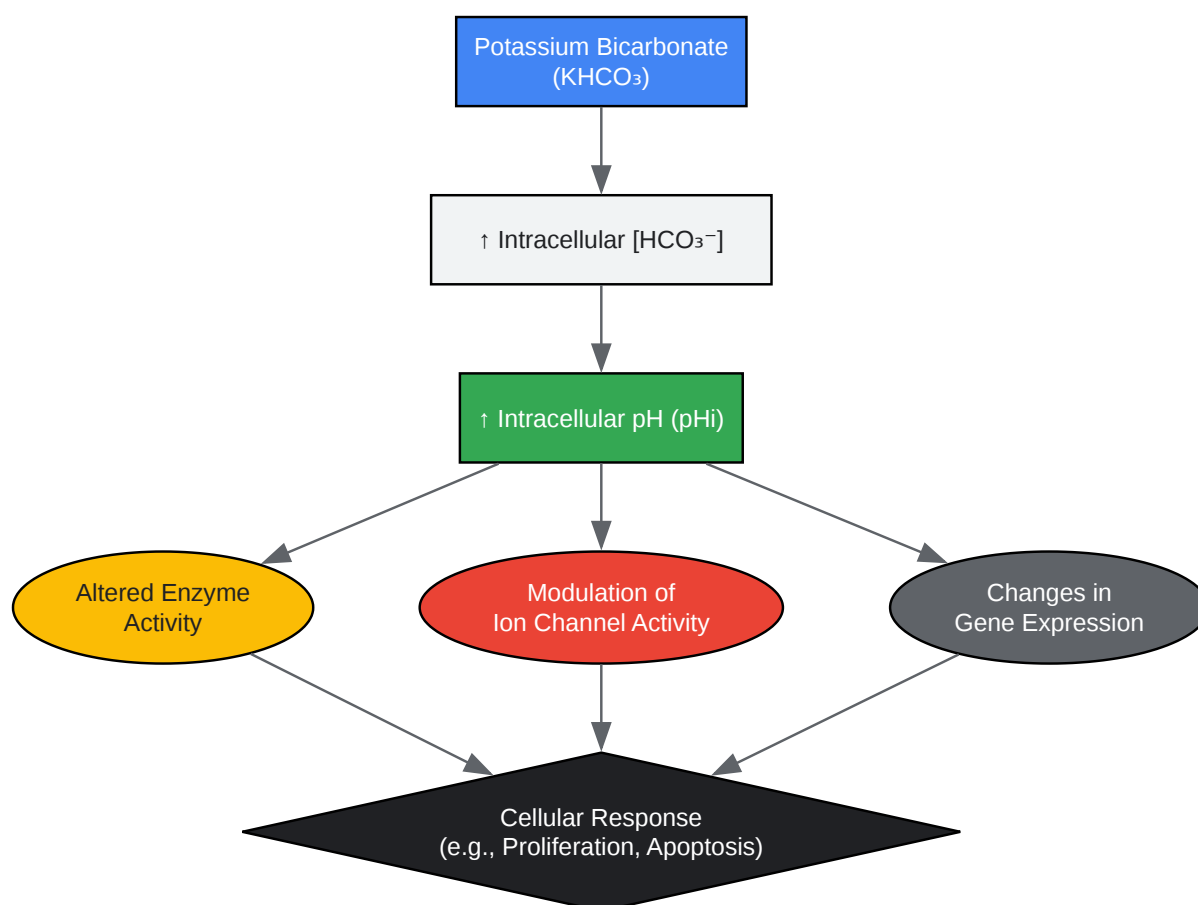 Potassium Bicarbonate
(KHCO₃)
↑ Intracellular [HCO₃⁻]
↑ Intracellular pH (pHi)
Altered Enzyme
Activity
Modulation of
Ion Channel Activity
Changes in
Gene Expression
Cellular Response
(e.g., Proliferation, Apoptosis)